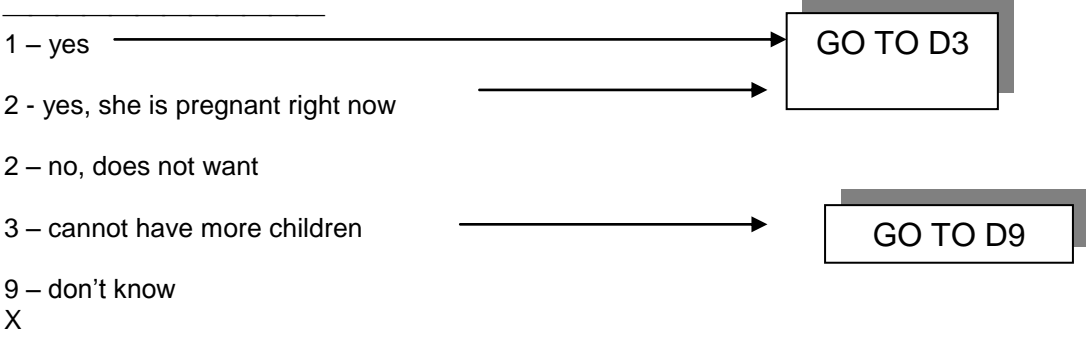 1 – yes
GO TO D3
2 - yes, she is pregnant right now
2 – no, does not want
3 – cannot have more children
GO TO D9
9 – don’t know
X